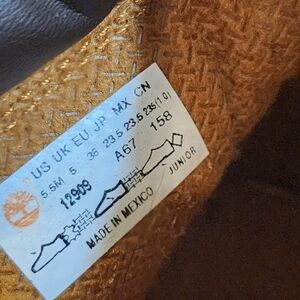 US UK EU JP MX CN
5.5M 5 36 23.5 23.5 235(1.0)
12909 A67 158
MADE IN MEXICO JUNIOR